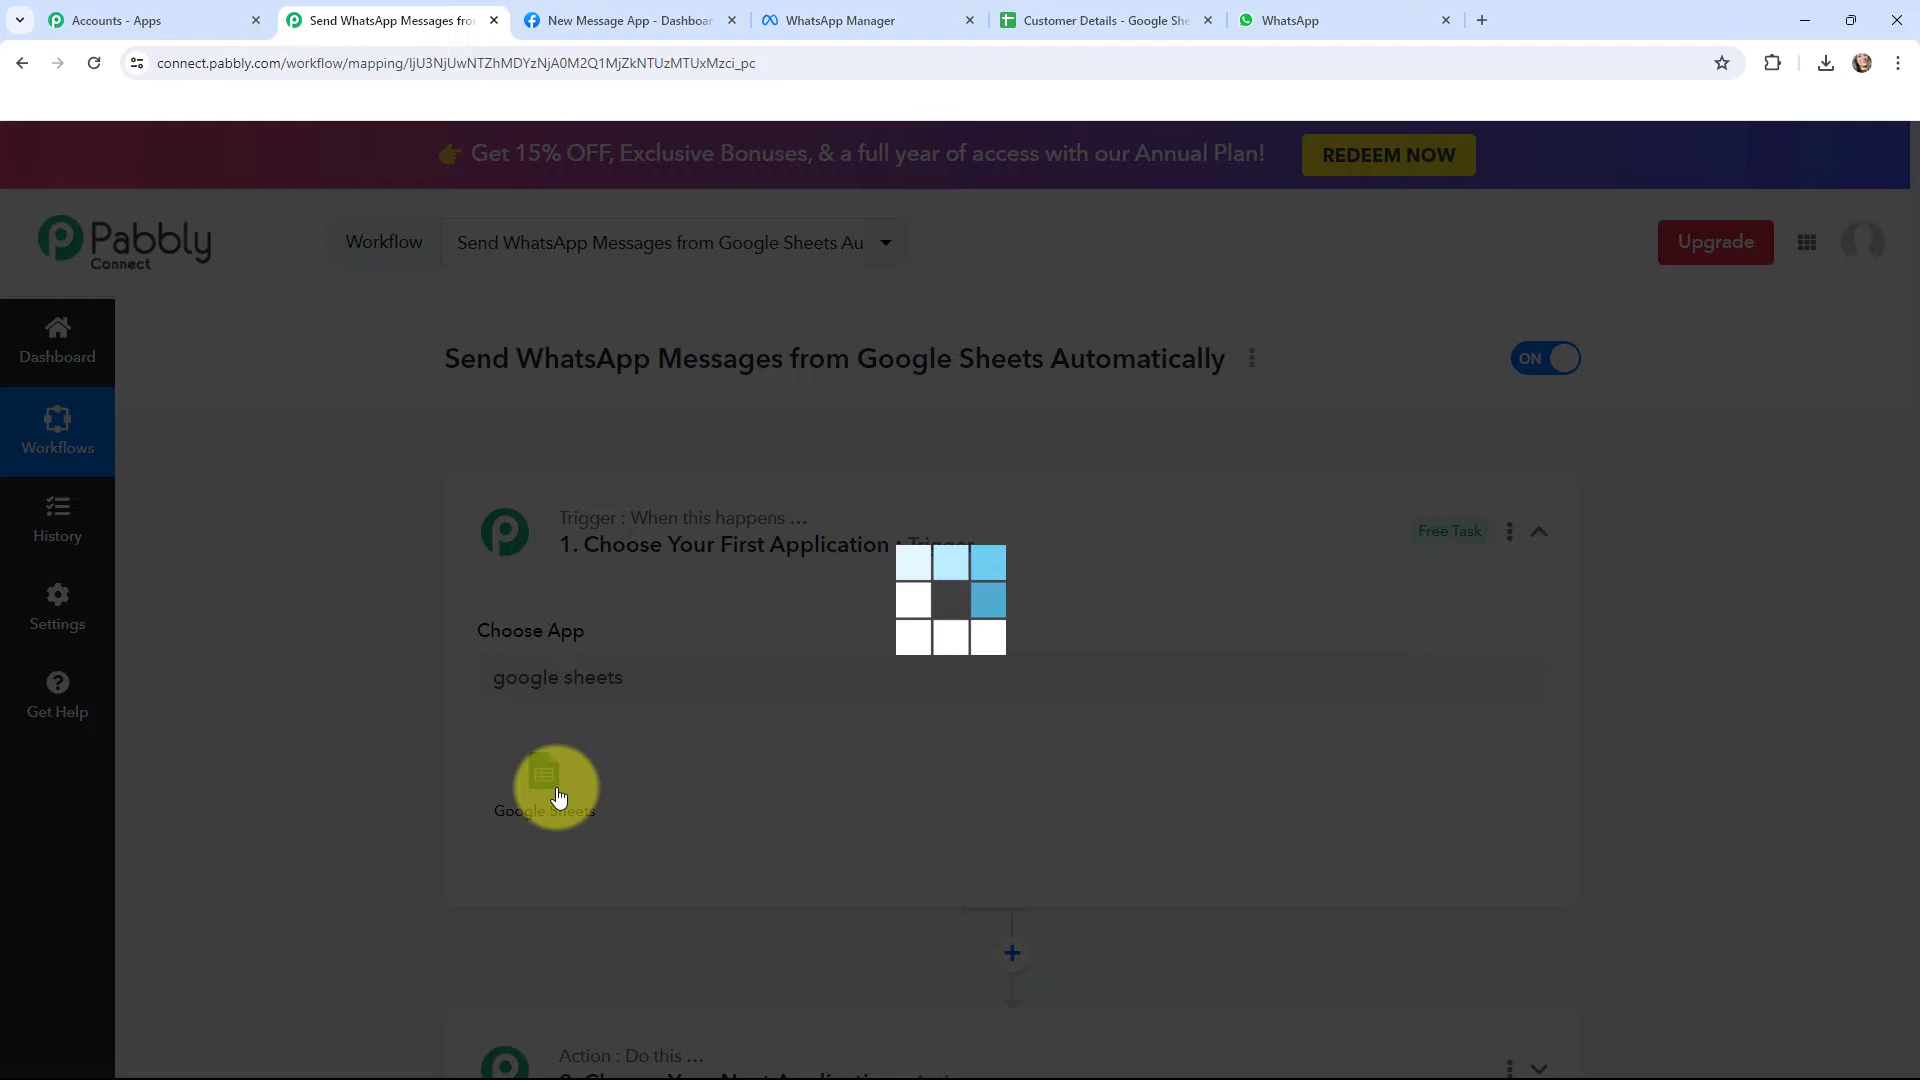 Accounts - Apps
Send WhatsApp Messages fro
New Message App - Dashboar
WhatsApp Manager
Customer Details - Google She
WhatsApp
connect.pabbly.com/workflow/mapping/IjU3NjUwNTZhMDYzNjA0M2Q1MjZkNTUzMTUxMzci_pc
👉 Get 15% OFF, Exclusive Bonuses, & a full year of access with our Annual Plan!
REDEEM NOW
Pabbly
Connect
Workflow
Send WhatsApp Messages from Google Sheets Au
Upgrade
Dashboard
Workflows
History
Settings
Get Help
Send WhatsApp Messages from Google Sheets Automatically
ON
Trigger : When this happens ...
1. Choose Your First Application : Trigger
Free Task
Choose App
google sheets
Google Sheets
Action : Do this ...